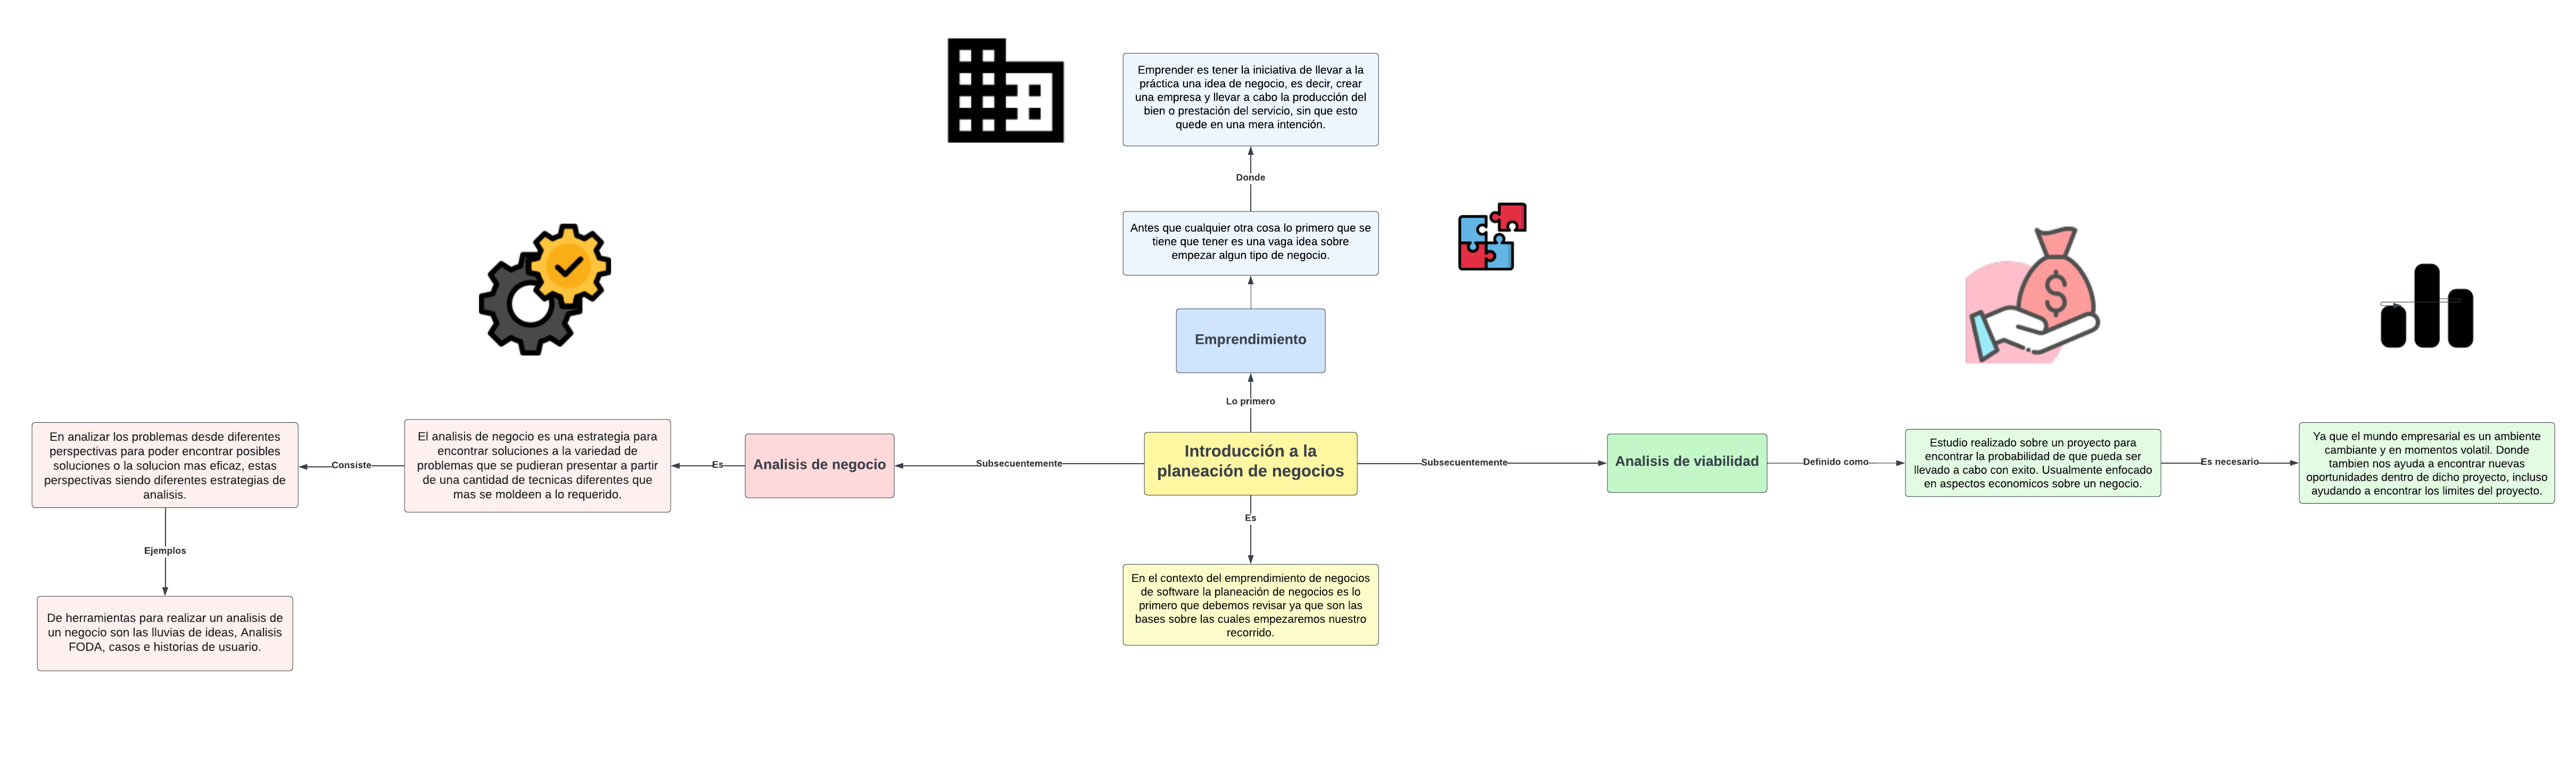 Emprender es tener la iniciativa de llevar a la
práctica una idea de negocio, es decir, crear
una empresa y llevar a cabo la producción del
bien o prestación del servicio, sin que esto
quede en una mera intención.
Donde
Antes que cualquier otra cosa lo primero que se
tiene que tener es una vaga idea sobre
empezar algun tipo de negocio.
Emprendimiento
Lo primero
Introducción a la
planeación de negocios
Es
En el contexto del emprendimiento de negocios
de software la planeación de negocios es lo
primero que debemos revisar ya que son las
bases sobre las cuales empezaremos nuestro
recorrido.
Subsecuentemente
Analisis de negocio
Es
El analisis de negocio es una estrategia para
encontrar soluciones a la variedad de
problemas que se pudieran presentar a partir
de una cantidad de tecnicas diferentes que
mas se moldeen a lo requerido.
Consiste
En analizar los problemas desde diferentes
perspectivas para poder encontrar posibles
soluciones o la solucion mas eficaz, estas
perspectivas siendo diferentes estrategias de
analisis.
Ejemplos
De herramientas para realizar un analisis de
un negocio son las lluvias de ideas, Analisis
FODA, casos e historias de usuario.
Subsecuentemente
Analisis de viabilidad
Definido como
Estudio realizado sobre un proyecto para
encontrar la probabilidad de que pueda ser
llevado a cabo con exito. Usualmente enfocado
en aspectos economicos sobre un negocio.
Es necesario
Ya que el mundo empresarial es un ambiente
cambiante y en momentos volatil. Donde
tambien nos ayuda a encontrar nuevas
oportunidades dentro de dicho proyecto, incluso
ayudando a encontrar los limites del proyecto.
$